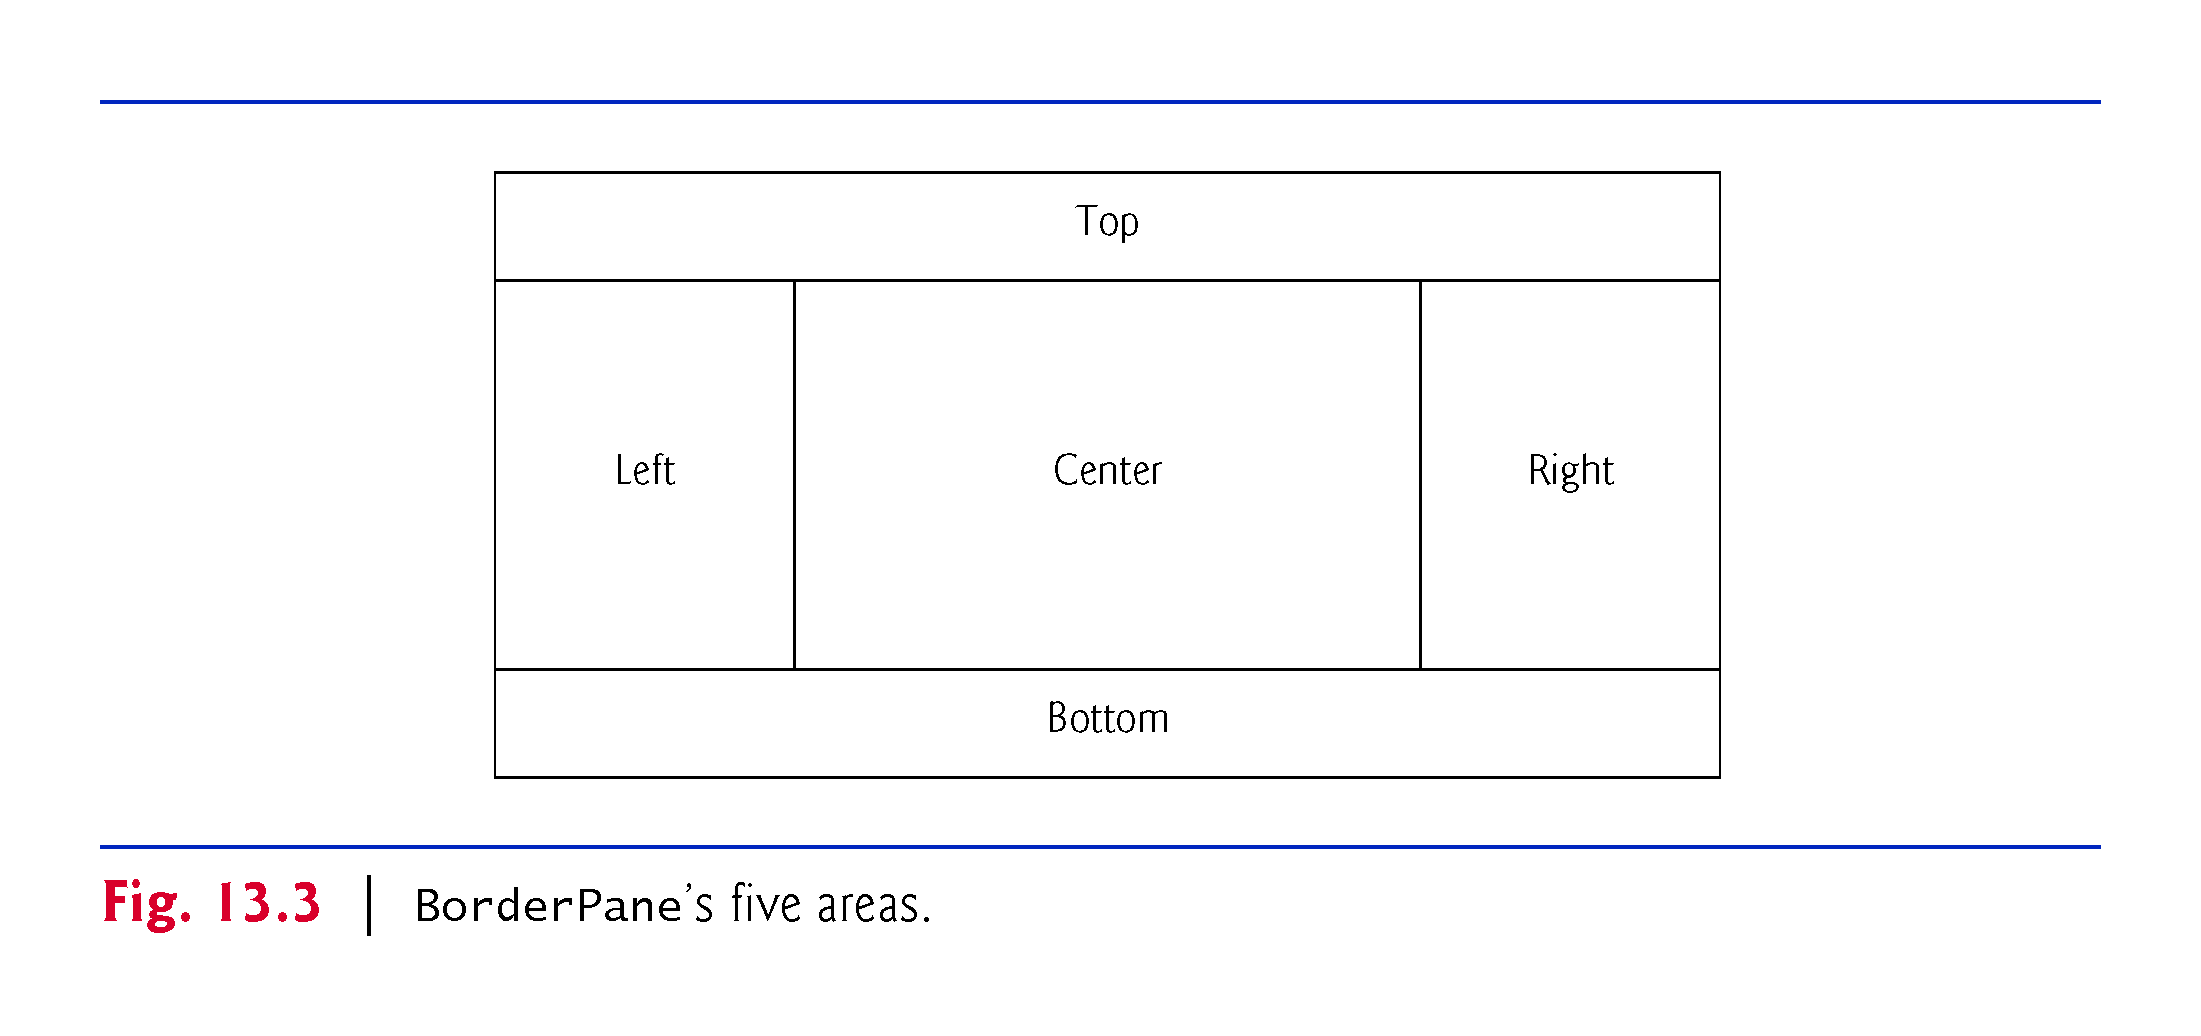 Top
Left Center Right
Bottom
Fig. 13.3 | BorderPane’s five areas.